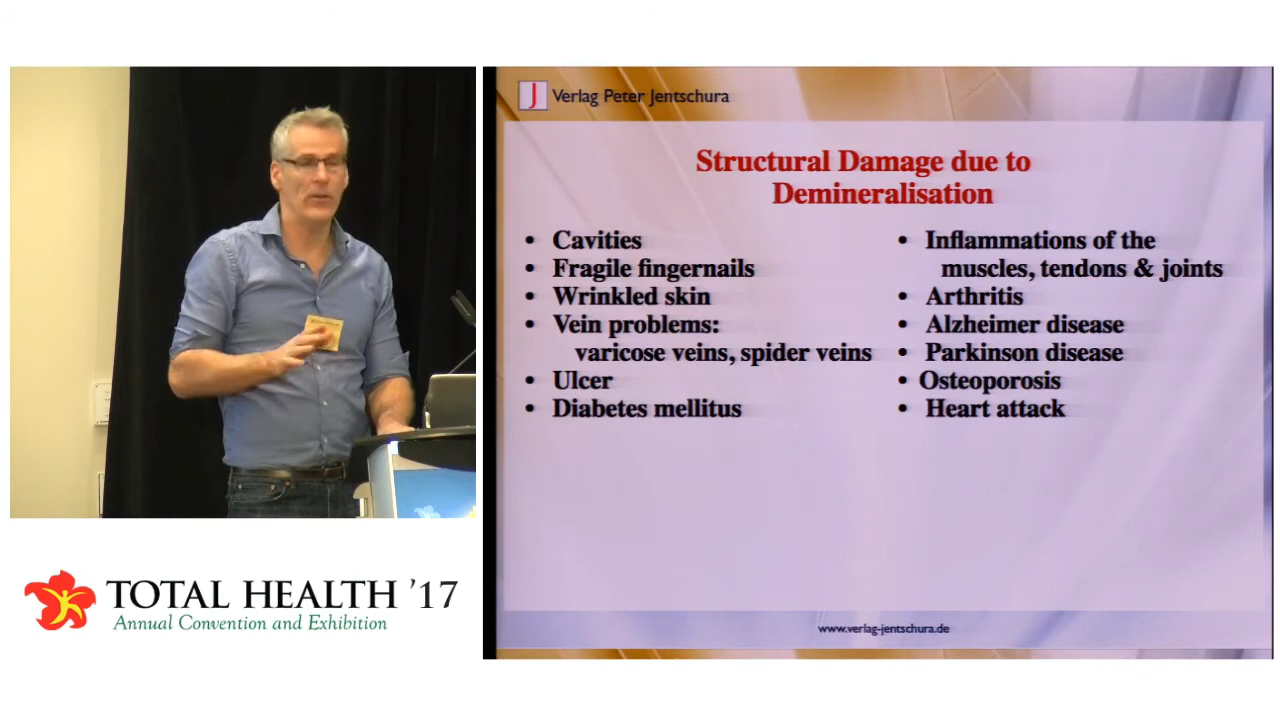 J Verlag Peter Jentschura
Structural Damage due to
Demineralisation
• Cavities
• Fragile fingernails
• Wrinkled skin
• Vein problems:
varicose veins, spider veins
• Ulcer
• Diabetes mellitus
• Inflammations of the
muscles, tendons & joints
• Arthritis
• Alzheimer disease
• Parkinson disease
• Osteoporosis
• Heart attack
www.verlag-jentschura.de
TOTAL HEALTH ’17
Annual Convention and Exhibition